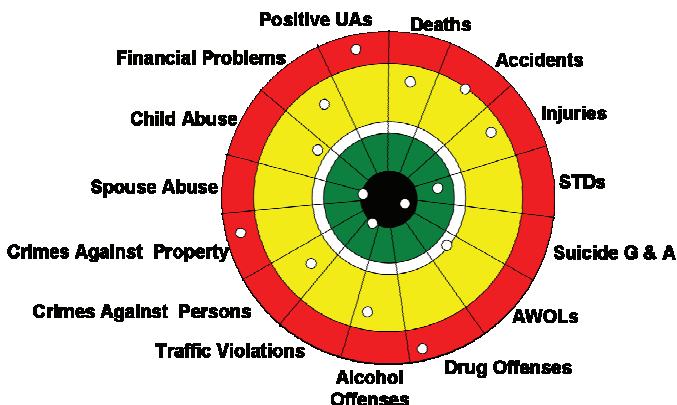 Positive UAs
Deaths
Financial Problems
Accidents
Child Abuse
Injuries
Spouse Abuse
STDs
Crimes Against Property
Suicide G & A
Crimes Against Persons
AWOLs
Traffic Violations
Drug Offenses
Alcohol
Offenses